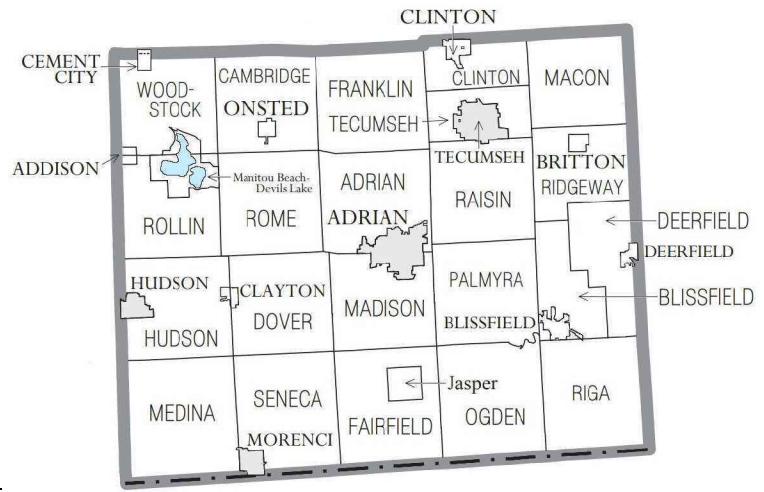 CLINTON
CEMENT
CITY
WOOD-
STOCK
CAMBRIDGE
ONSTED
FRANKLIN
CLINTON
MACON
TECUMSEH
TECUMSEH
ADDISON
Manitou Beach-
Devils Lake
BRITTON
RIDGEWAY
ROLLIN
ROME
ADRIAN
ADRIAN
RAISIN
DEERFIELD
DEERFIELD
HUDSON
HUDSON
CLAYTON
DOVER
MADISON
PALMYRA
BLISSFIELD
BLISSFIELD
MEDINA
SENECA
MORENCI
Jasper
FAIRFIELD
OGDEN
RIGA